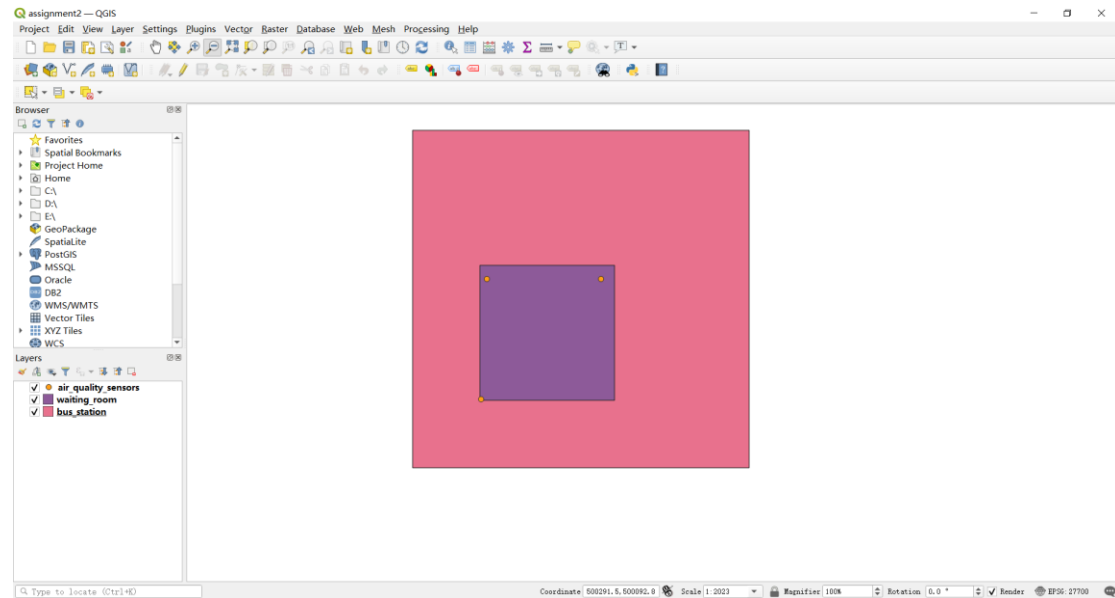 assignment2 — QGIS
Project Edit View Layer Settings Plugins Vector Raster Database Web Mesh Processing Help
Browser
Favorites
Spatial Bookmarks
Project Home
Home
C:\
D:\
E:\
GeoPackage
SpatiaLite
PostGIS
MSSQL
Oracle
DB2
WMS/WMTS
Vector Tiles
XYZ Tiles
WCS
Layers
air_quality_sensors
waiting_room
bus_station
Type to locate (Ctrl+K) Coordinate 500291.5,500092.8 Scale 1:2023 Magnifier 100% Rotation 0.0 ° Render EPSG:27700